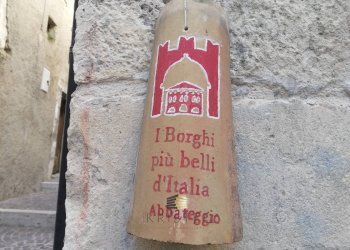 I Borghi
più belli
d'Italia
Abbateggio